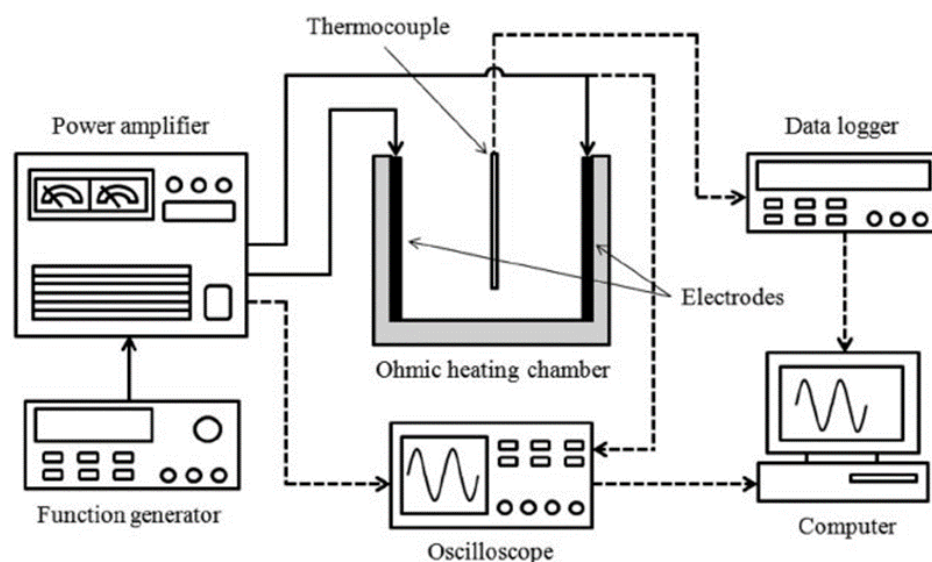 Thermocouple
Power amplifier
Data logger
Electrodes
Ohmic heating chamber
Function generator
Oscilloscope
Computer